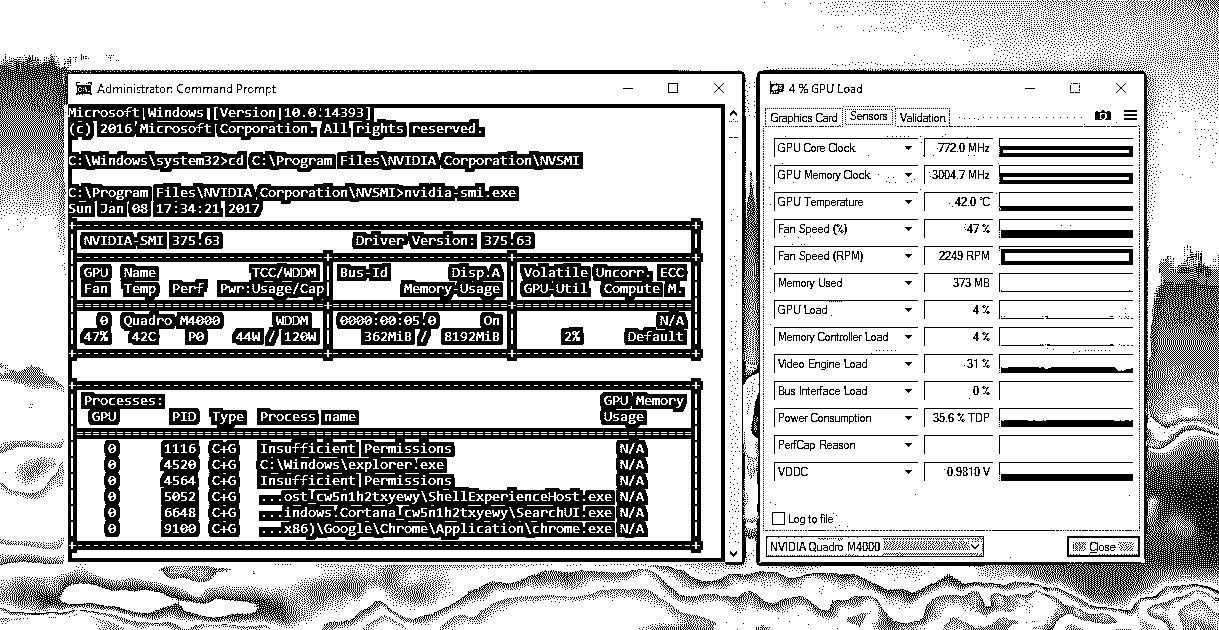 Administrator: Command Prompt
Microsoft Windows [Version 10.0.14393]
(c) 2016 Microsoft Corporation. All rights reserved.
C:\Windows\system32>cd C:\Program Files\NVIDIA Corporation\NVSMI
C:\Program Files\NVIDIA Corporation\NVSMI>nvidia-smi.exe
Sun Jan 08 17:34:21 2017
NVIDIA-SMI 375.63 Driver Version: 375.63
GPU Name TCC/WDDM Bus-Id Disp.A Volatile Uncorr. ECC
Fan Temp Perf Pwr:Usage/Cap Memory-Usage GPU-Util Compute M.
0 Quadro M4000 WDDM 0000:00:05.0 On N/A
47% 42C P0 44W / 120W 362MiB / 8192MiB 2% Default
Processes: GPU Memory
GPU PID Type Process name Usage
0 1116 C+G Insufficient Permissions N/A
0 4520 C+G C:\Windows\explorer.exe N/A
0 4564 C+G Insufficient Permissions N/A
0 5052 C+G ...ost_cw5n1h2txyewy\ShellExperienceHost.exe N/A
0 6648 C+G ...indows.Cortana_cw5n1h2txyewy\SearchUI.exe N/A
0 9100 C+G ...x86)\Google\Chrome\Application\chrome.exe N/A
4 % GPU Load
Graphics Card Sensors Validation
GPU Core Clock 772.0 MHz
GPU Memory Clock 3004.7 MHz
GPU Temperature 42.0 °C
Fan Speed (%) 47 %
Fan Speed (RPM) 2249 RPM
Memory Used 373 MB
GPU Load 4 %
Memory Controller Load 4 %
Video Engine Load 31 %
Bus Interface Load 0 %
Power Consumption 35.6 % TDP
PerfCap Reason
VDDC 0.9810 V
Log to file
NVIDIA Quadro M4000 Close